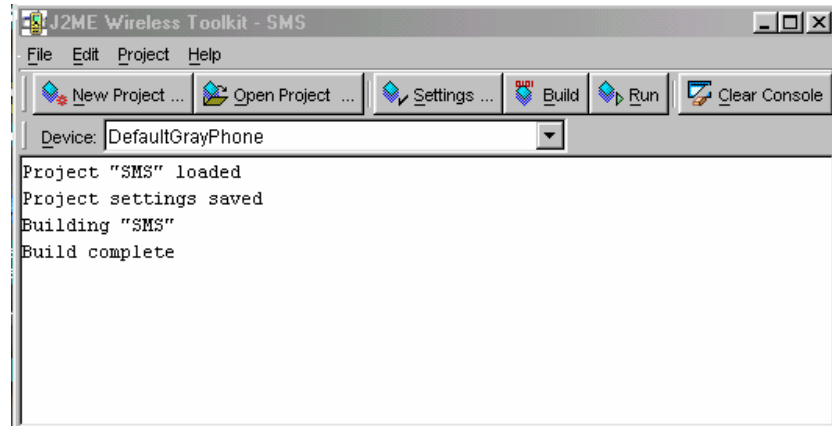 J2ME Wireless Toolkit - SMS
File Edit Project Help
New Project ... Open Project ... Settings ... Build Run Clear Console
Device: DefaultGrayPhone
Project "SMS" loaded
Project settings saved
Building "SMS"
Build complete